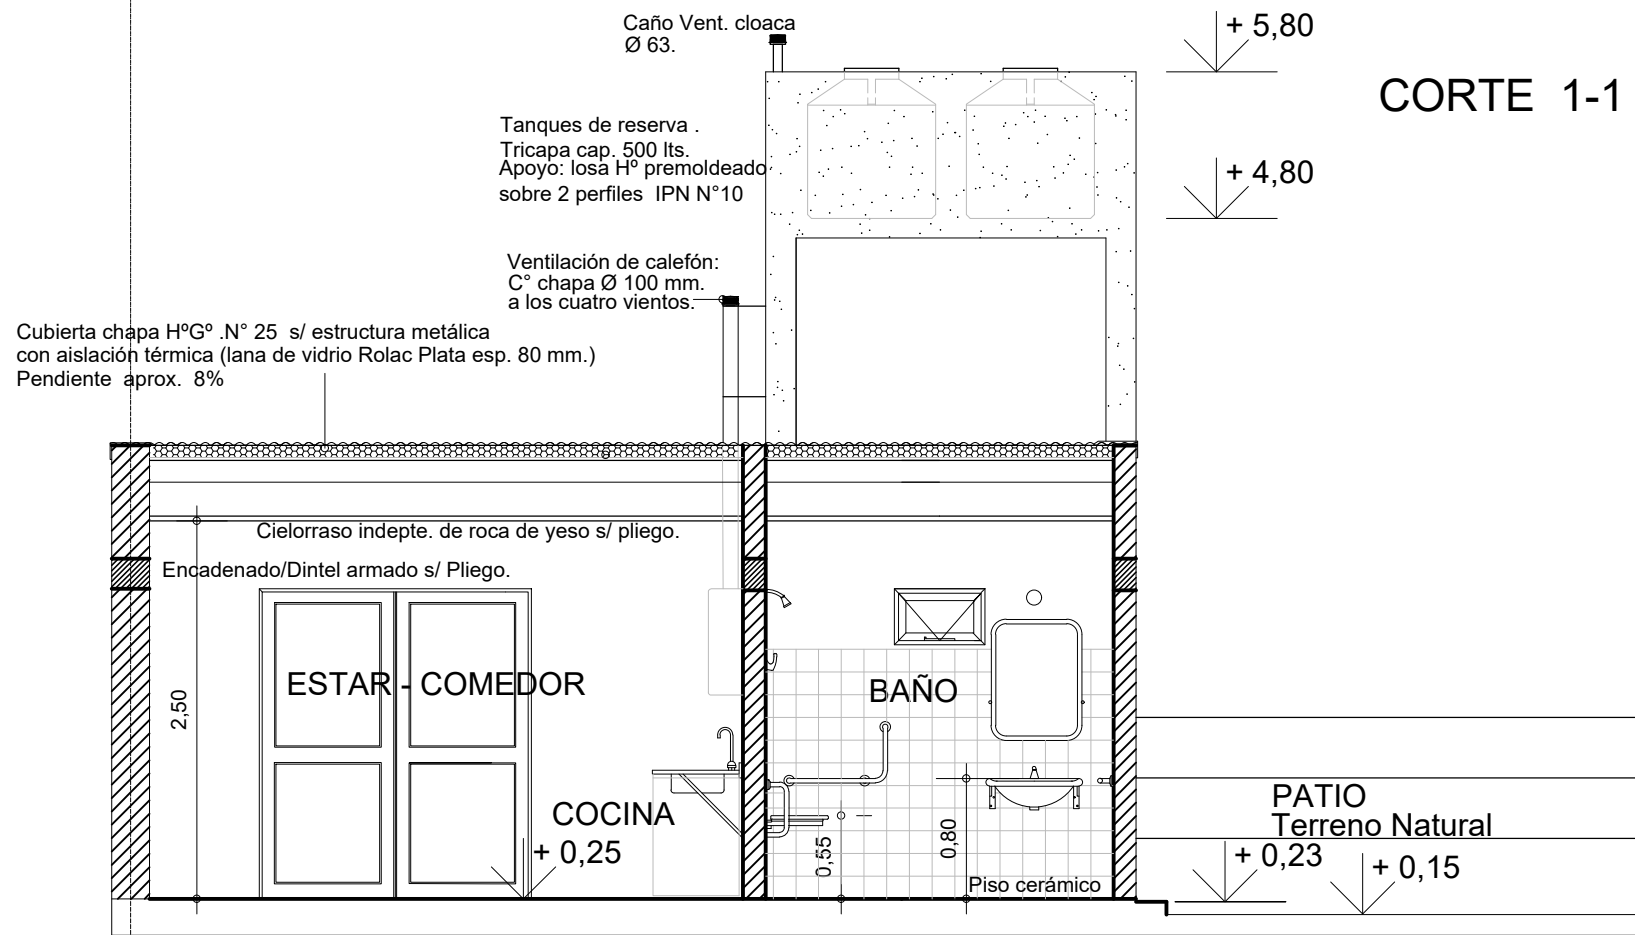 Caño Vent. cloaca
Ø 63.
+ 5,80
CORTE 1-1
Tanques de reserva .
Tricapa cap. 500 lts.
Apoyo: losa Hº premoldeado
sobre 2 perfiles IPN N°10
+ 4,80
Ventilación de calefón:
C° chapa Ø 100 mm.
a los cuatro vientos.
Cubierta chapa HºGº .N° 25 s/ estructura metálica
con aislación térmica (lana de vidrio Rolac Plata esp. 80 mm.)
Pendiente aprox. 8%
Cielorraso indepte. de roca de yeso s/ pliego.
Encadenado/Dintel armado s/ Pliego.
2,50
ESTAR - COMEDOR
BAÑO
COCINA
+ 0,25
0,55
0,80
Piso cerámico
PATIO
Terreno Natural
+ 0,23
+ 0,15